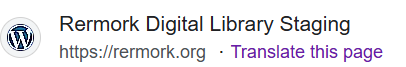 Rermork Digital Library Staging
https://rermork.org · Translate this page